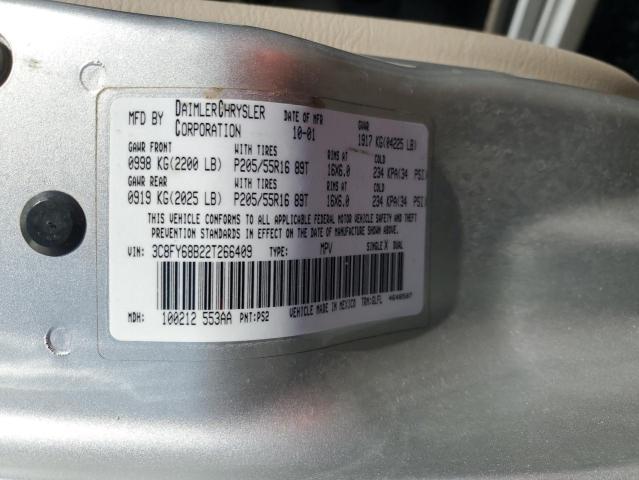 MFD BY DAIMLERCHRYSLER CORPORATION DATE OF MFR 10-01 GVWR 1917 KG(04225 LB)
GAWR FRONT WITH TIRES RIMS AT COLD
0998 KG(2200 LB) P205/55R16 89T 16X6.0 234 KPA(34 PSI)
GAWR REAR WITH TIRES RIMS AT COLD
0919 KG(2025 LB) P205/55R16 89T 16X6.0 234 KPA(34 PSI)
THIS VEHICLE CONFORMS TO ALL APPLICABLE FEDERAL MOTOR VEHICLE SAFETY AND THEFT
PREVENTION STANDARDS IN EFFECT ON THE DATE OF MANUFACTURE SHOWN ABOVE.
VIN: 3C8FY68B22T266409 TYPE: MPV SINGLE X DUAL
VEHICLE MADE IN MEXICO TRM:GLFL 4648507
MDH: 100212 553AA PNT:PS2